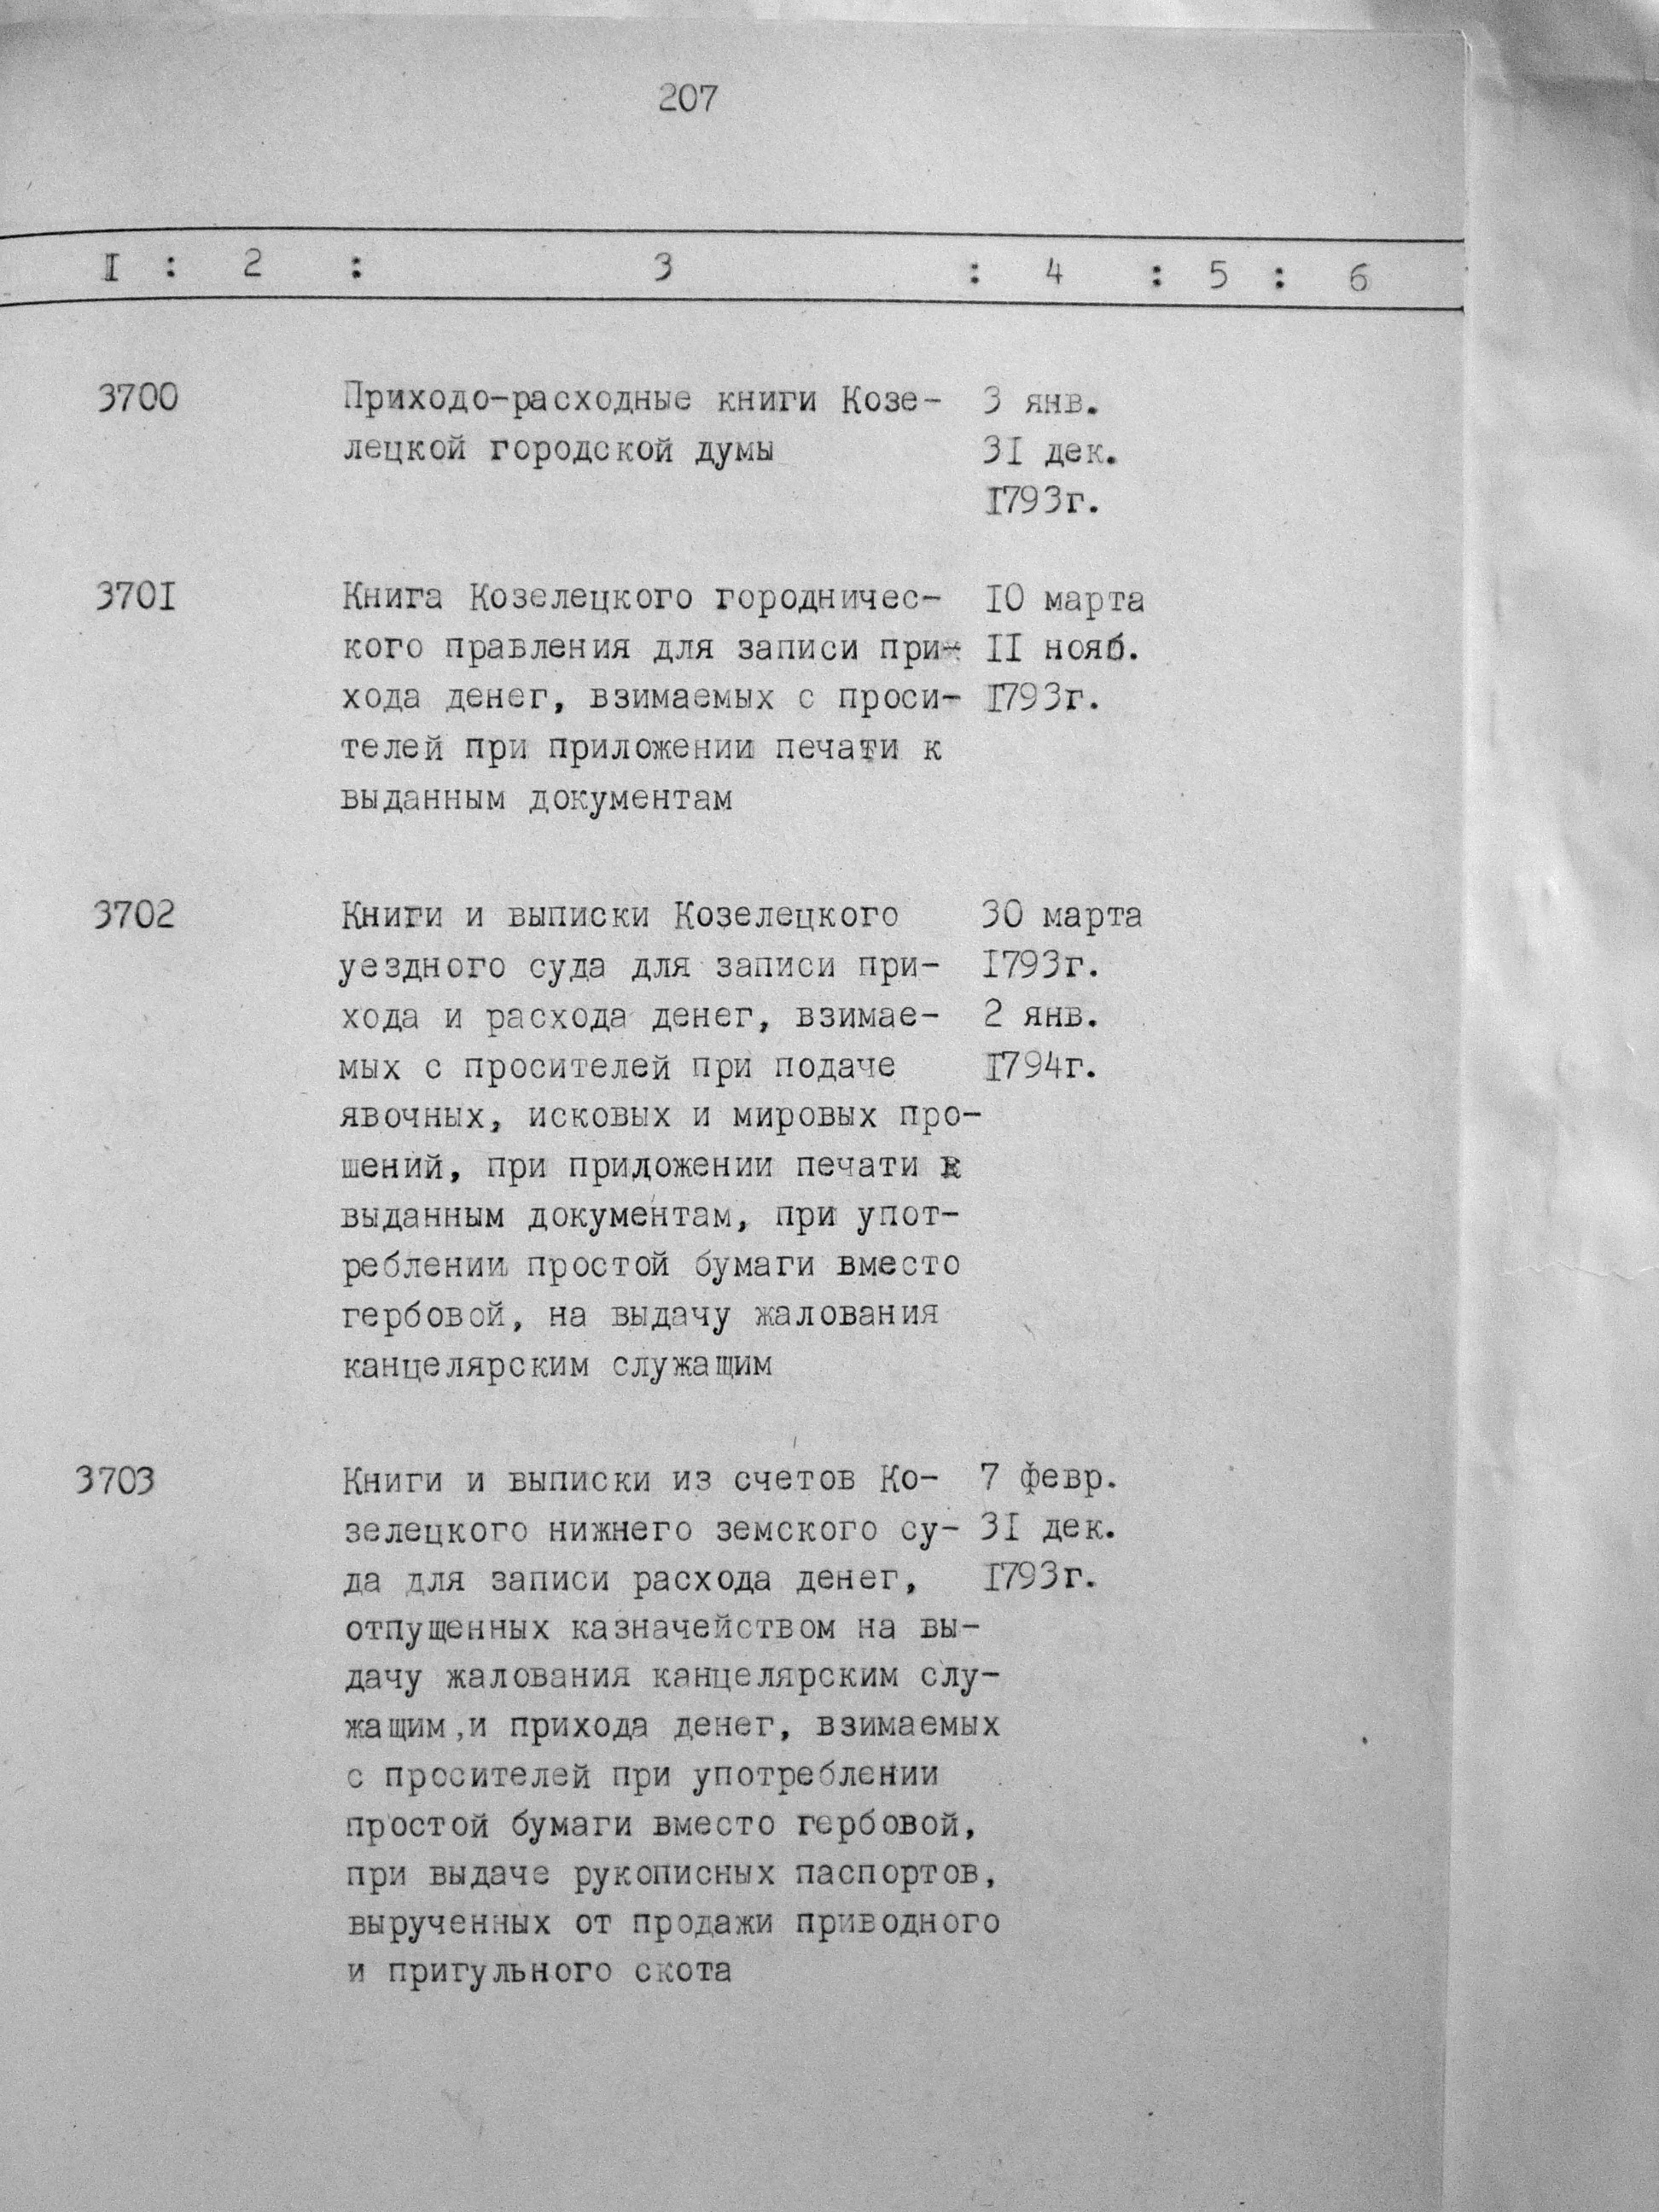 207
I : 2 : 3 : 4 : 5 : 6
3700 Приходо-расходные книги Козе- 3 янв.
лецкой городской думы 31 дек.
1793г.
3701 Книга Козелецкого городничес- 10 марта
кого правления для записи при- 11 нояб.
хода денег, взимаемых с проси- 1793г.
телей при приложении печати к
выданным документам
3702 Книги и выписки Козелецкого 30 марта
уездного суда для записи при- 1793г.
хода и расхода денег, взимае- 2 янв.
мых с просителей при подаче 1794г.
явочных, исковых и мировых про-
шений, при приложении печати к
выданным документам, при упот-
реблении простой бумаги вместо
гербовой, на выдачу жалования
канцелярским служащим
3703 Книги и выписки из счетов Ко- 7 февр.
зелецкого нижнего земского су- 31 дек.
да для записи расхода денег, 1793г.
отпущенных казначейством на вы-
дачу жалования канцелярским слу-
жащим,и прихода денег, взимаемых
с просителей при употреблении
простой бумаги вместо гербовой,
при выдаче рукописных паспортов,
вырученных от продажи приводного
и пригульного скота